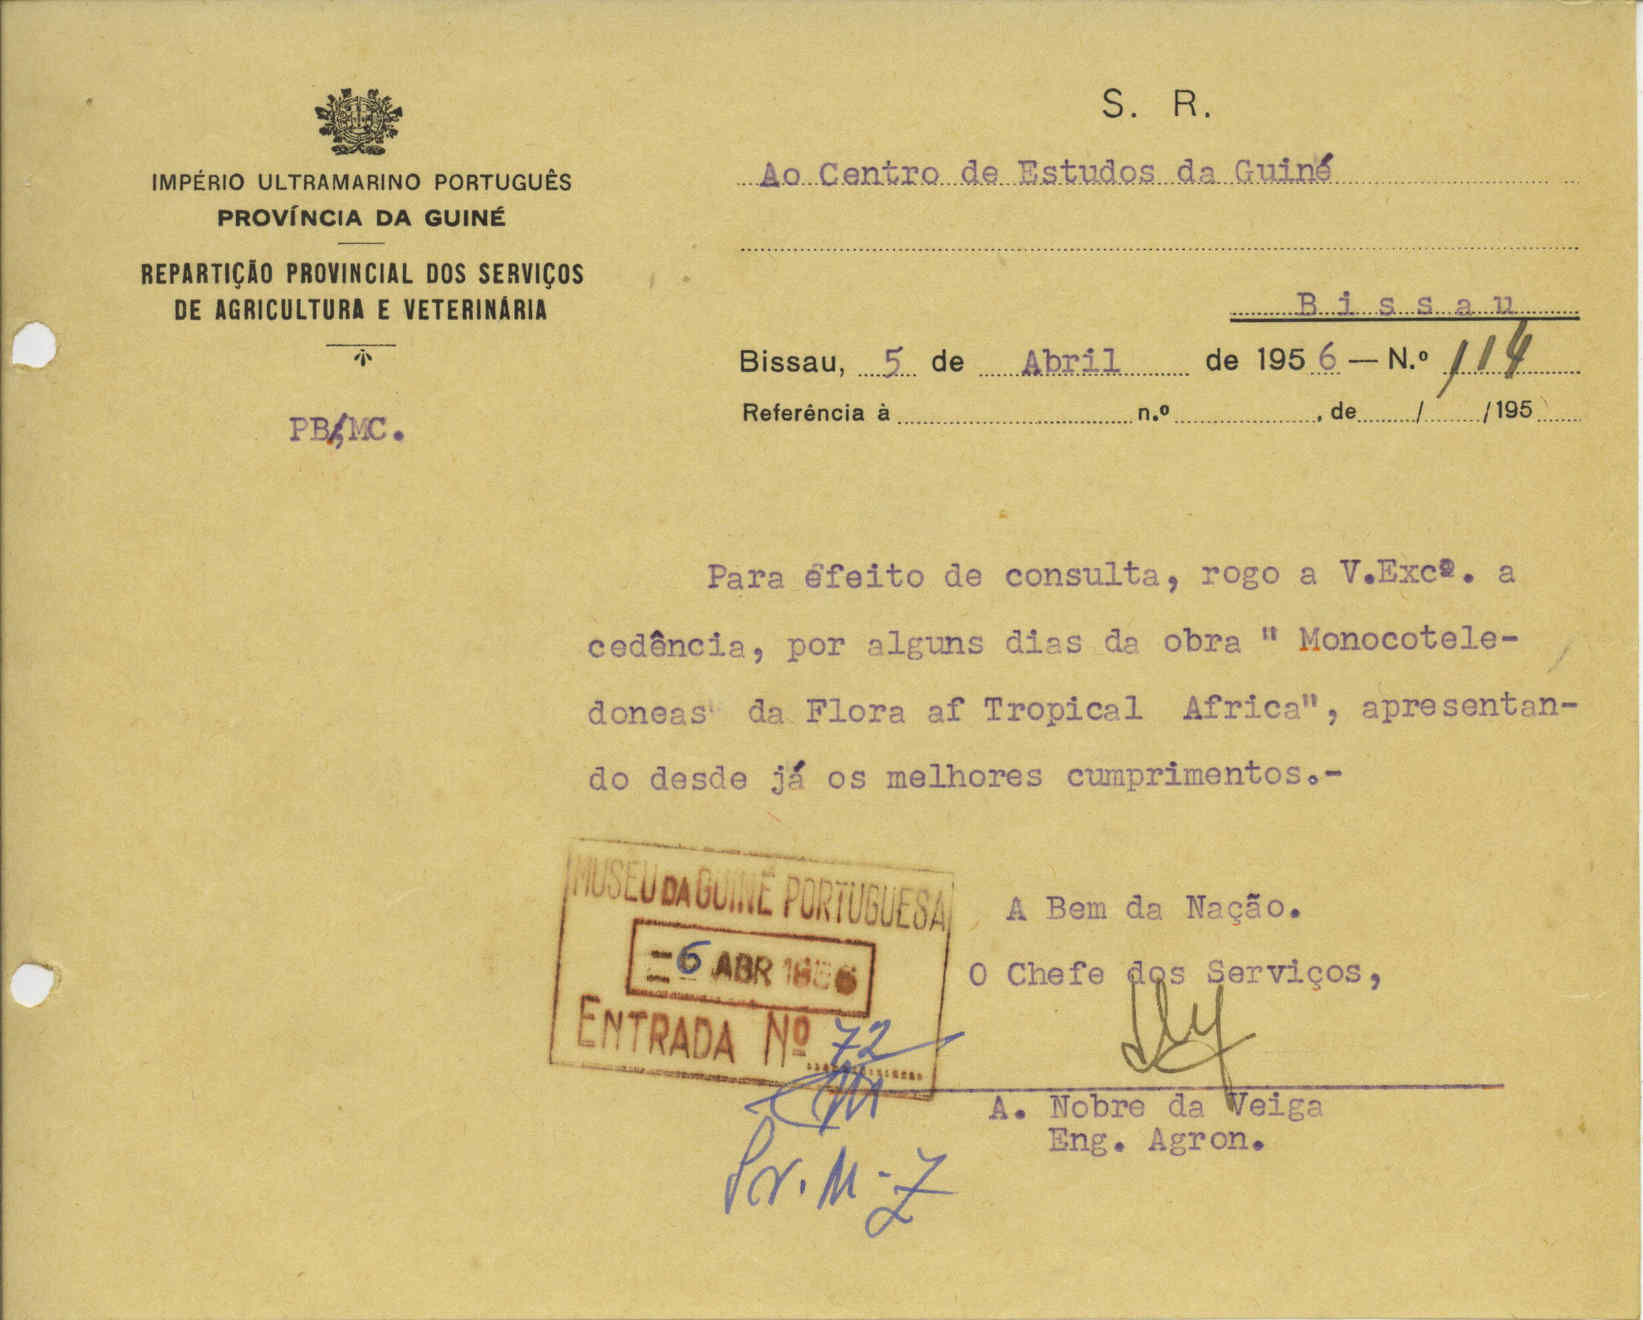 S. R.
IMPÉRIO ULTRAMARINO PORTUGUÊS
PROVÍNCIA DA GUINÉ
REPARTIÇÃO PROVINCIAL DOS SERVIÇOS
DE AGRICULTURA E VETERINÁRIA
PB/MC.
Ao Centro de Estudos da Guiné
Bissau
Bissau, 5 de Abril de 1956 — N.º 114
Referência à n.º , de / /195
Para efeito de consulta, rogo a V.Excª. a
cedência, por alguns dias da obra " Monocotele-
doneas da Flora af Tropical Africa", apresentan-
do desde já os melhores cumprimentos.-
MUSEU DA GUINÉ PORTUGUESA
=6 ABR 1956
ENTRADA Nº 72
A Bem da Nação.
O Chefe dos Serviços,
A. Nobre da Veiga
Eng. Agron.